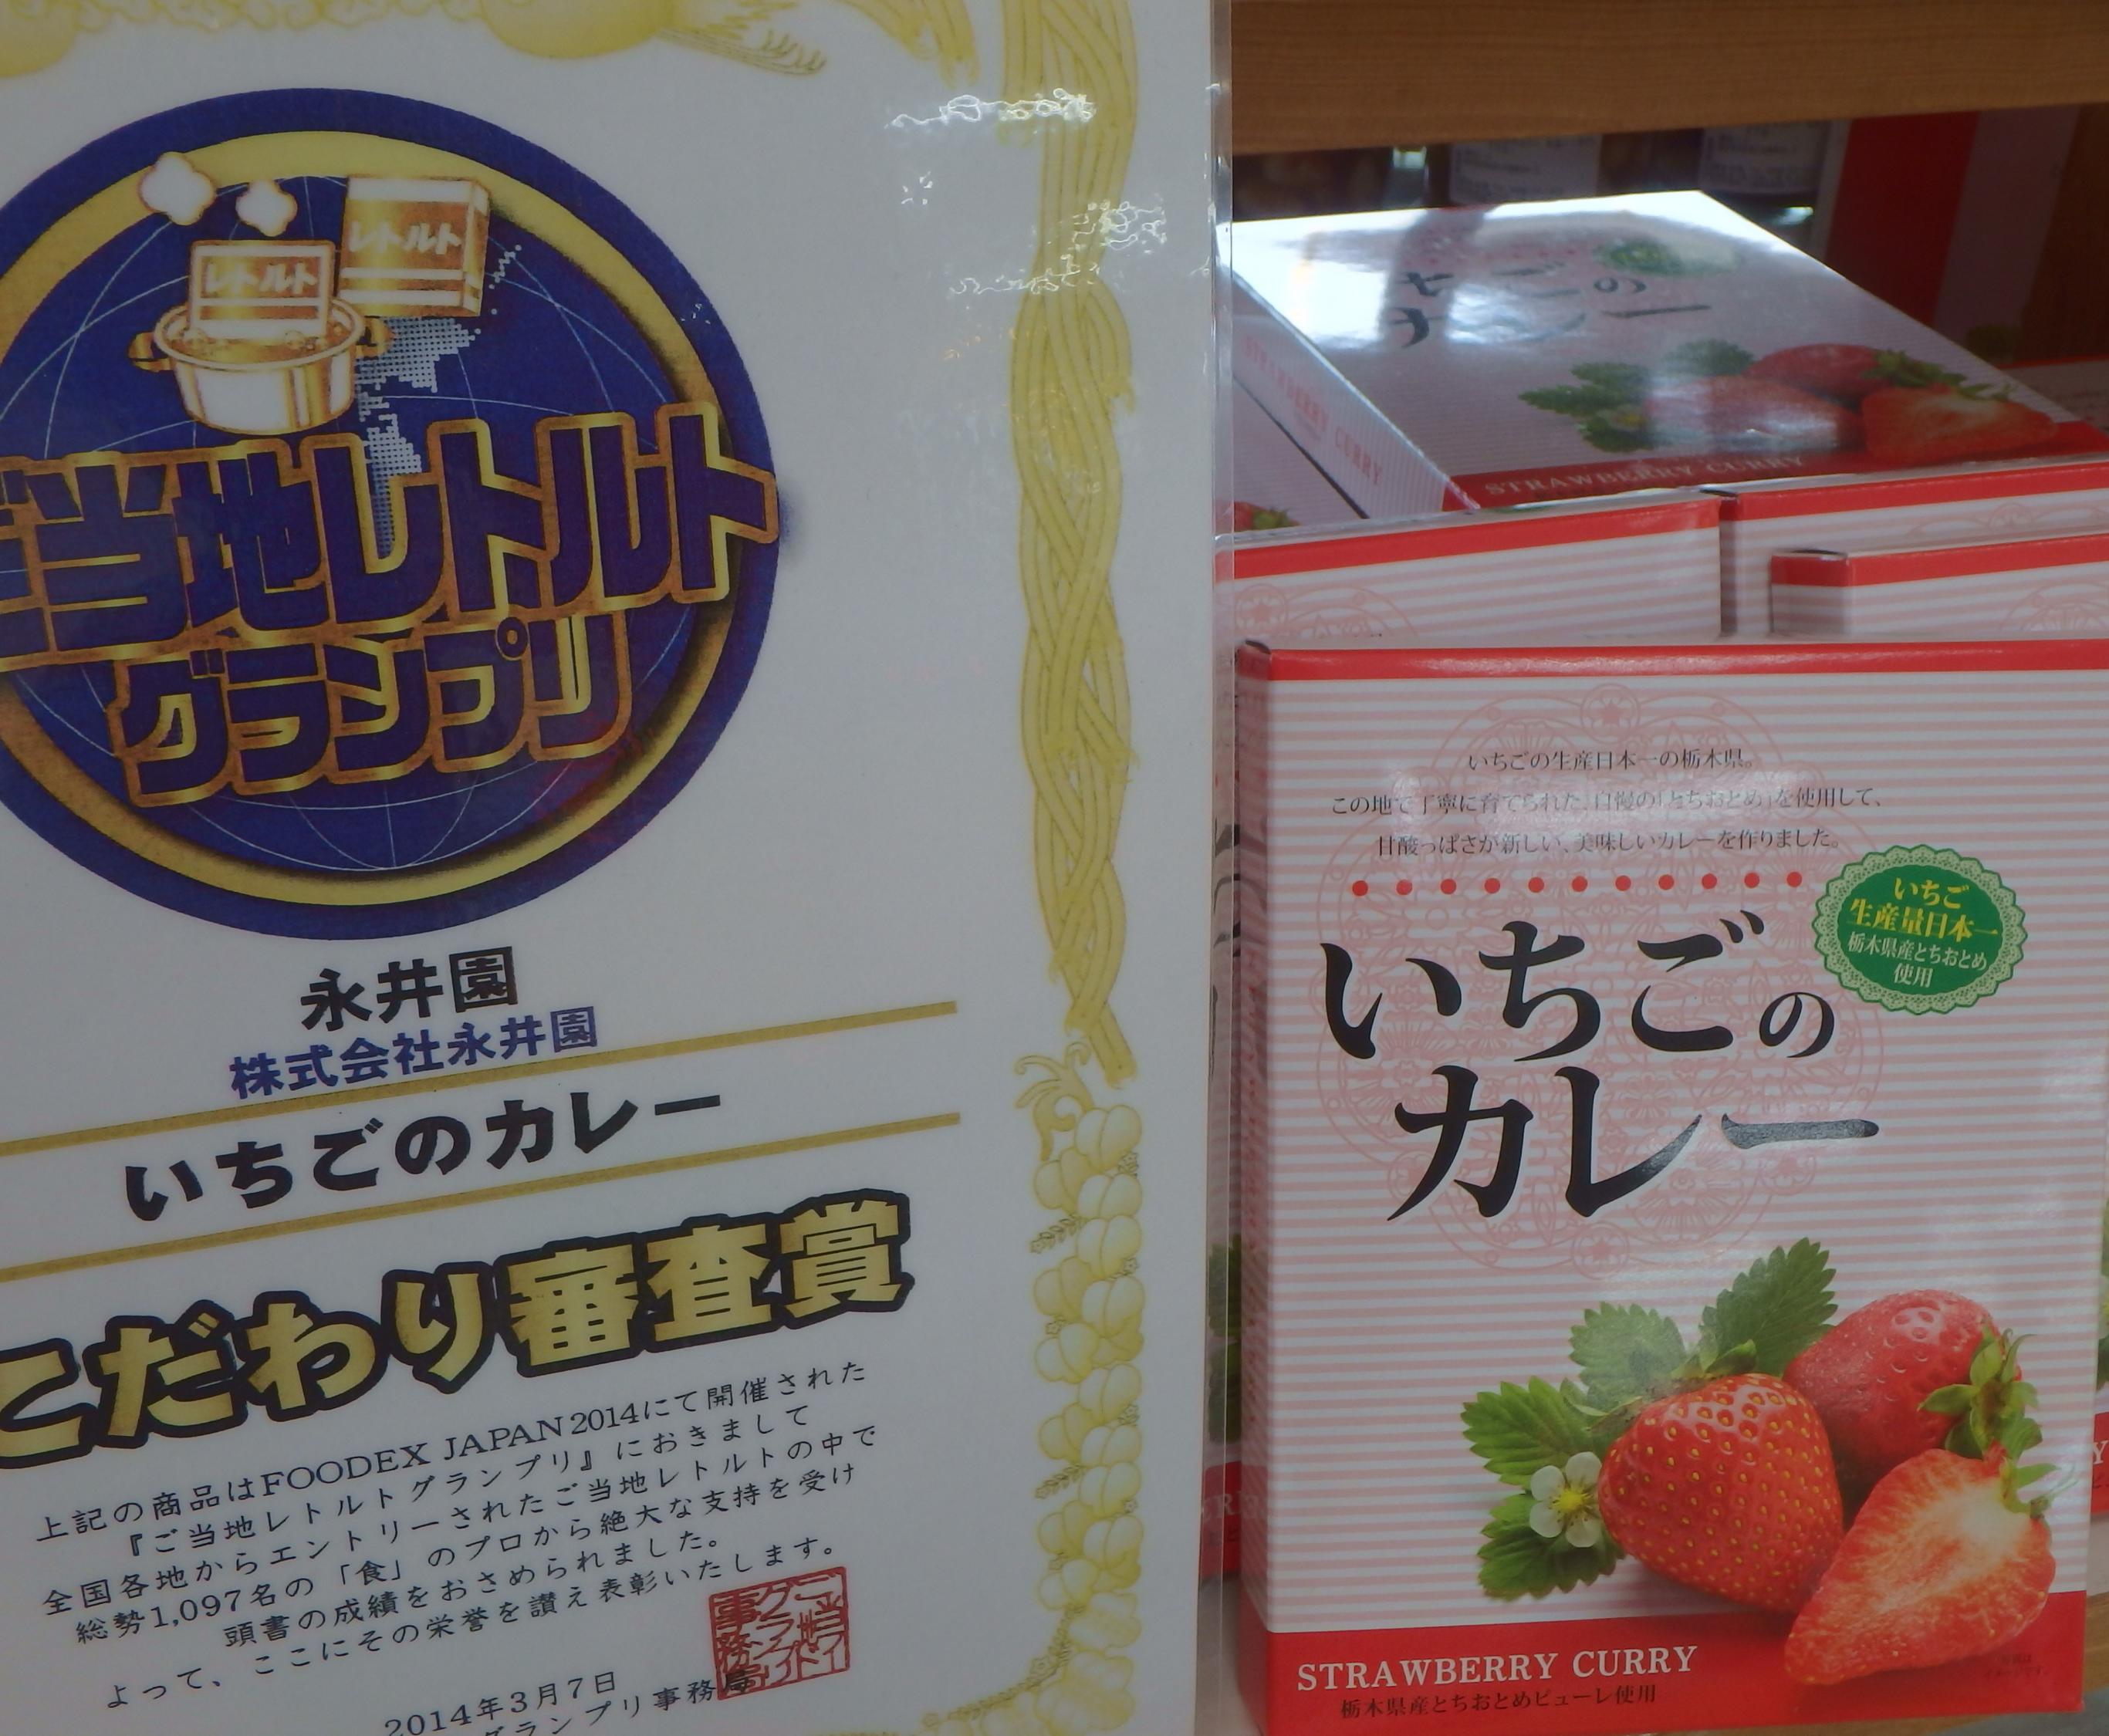 レトルト
レトルト
ご当地レトルト
グランプリ
永井園
株式会社永井園
いちごのカレー
こだわり審査賞
上記の商品はFOODEX JAPAN2014にて開催された
『ご当地レトルトグランプリ』におきまして
全国各地からエントリーされたご当地レトルトの中で
総勢1,097名の「食」のプロから絶大な支持を受け
頭書の成績をおさめられました。
よって、ここにその栄誉を讃え表彰いたします。
2014年3月7日
グランプリ事務局
いちごの
カレー
STRAWBERRY CURRY
STRAWBERRY CURRY
いちごの生産日本一の栃木県。
この地で丁寧に育てられた、自慢の「とちおとめ」を使用して、
甘酸っぱさが新しい、美味しいカレーを作りました。
いちご
生産量日本一
栃木県産とちおとめ
使用
いちごの
カレー
STRAWBERRY CURRY
栃木県産とちおとめピューレ使用